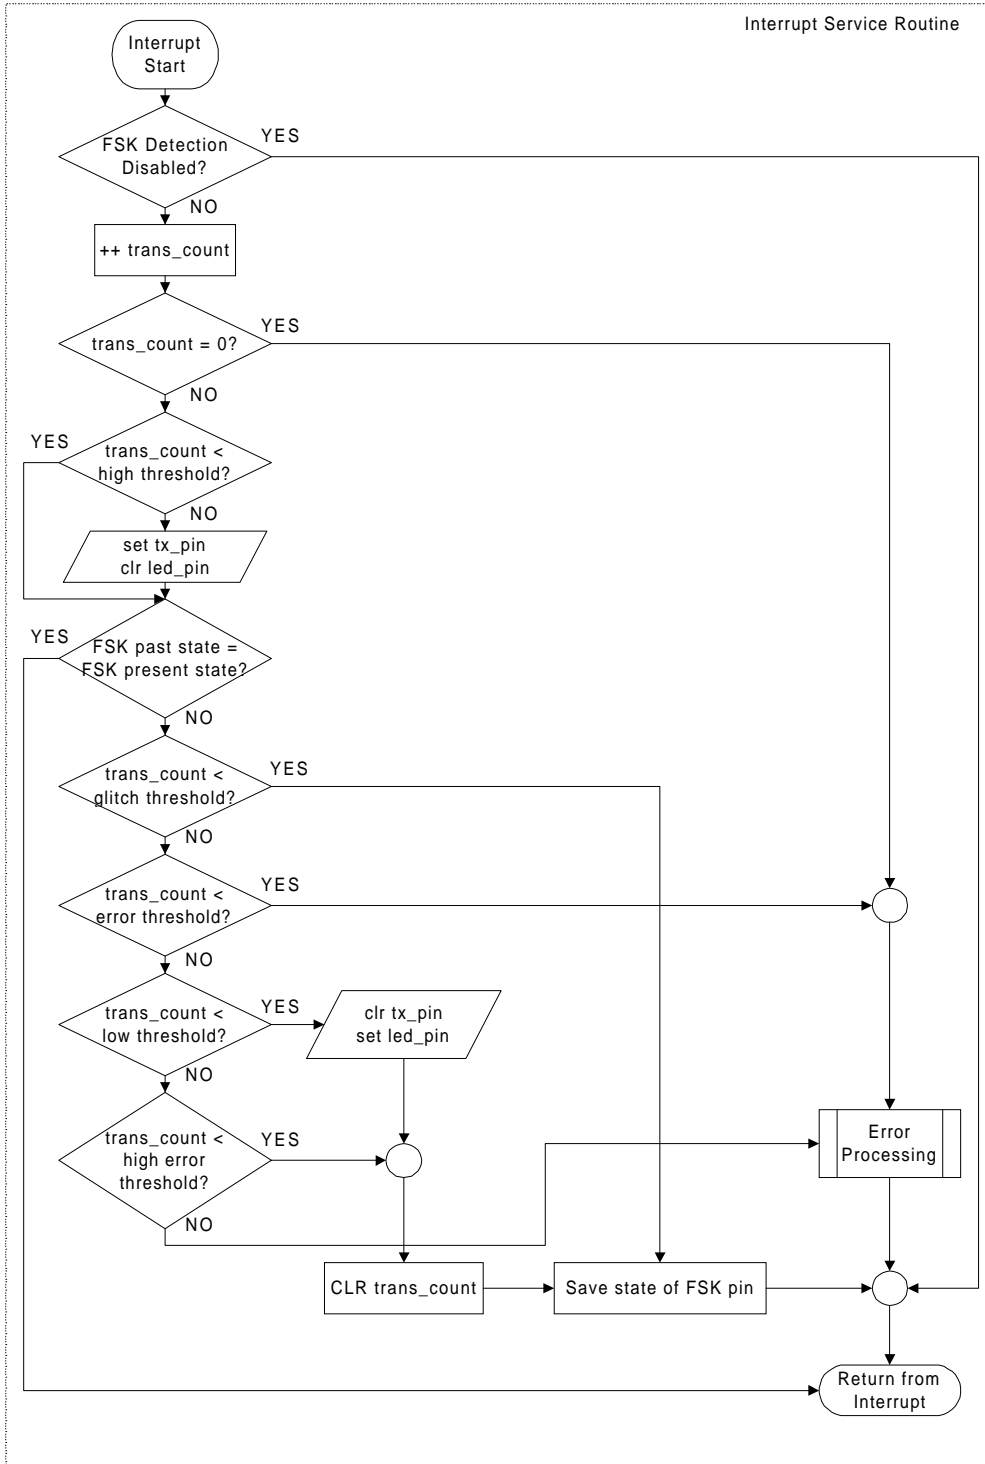 Interrupt Service Routine
Interrupt
Start
FSK Detection
Disabled?
YES
NO
++ trans_count
trans_count = 0?
YES
NO
trans_count <
high threshold?
YES
NO
set tx_pin
clr led_pin
FSK past state =
FSK present state?
YES
NO
trans_count <
glitch threshold?
YES
NO
trans_count <
error threshold?
YES
NO
trans_count <
low threshold?
YES
clr tx_pin
set led_pin
NO
trans_count <
high error
threshold?
YES
NO
Error
Processing
CLR trans_count
Save state of FSK pin
Return from
Interrupt